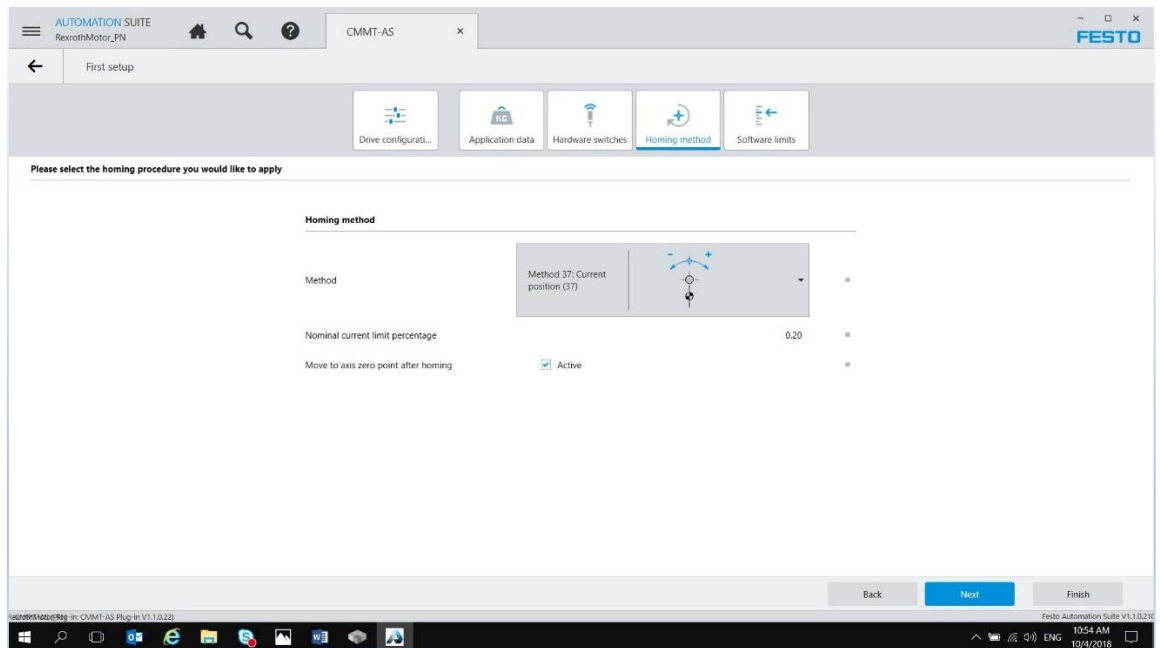 AUTOMATION SUITE
RexrothMotor_PN
CMMT-AS
FESTO
First setup
Drive configurati...
KG
Application data
Hardware switches
Homing method
Software limits
Please select the homing procedure you would like to apply
Homing method
Method
Method 37: Current
position (37)
- +
Nominal current limit percentage
0.20
Move to axis zero point after homing
Active
Back
Next
Finish
Plug-in: CMMT-AS Plug-in V1.1.0.22)
Festo Automation Suite V1.1.0.210
ENG
10:54 AM
10/4/2018